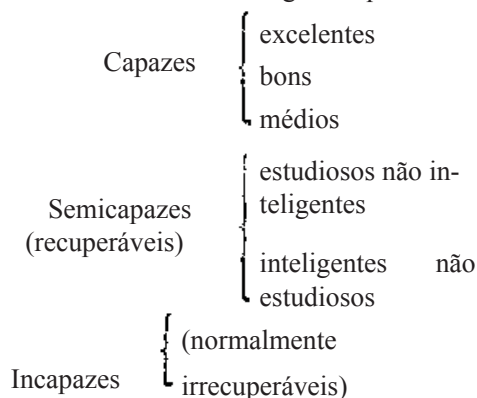 Capazes
excelentes
bons
médios
Semicapazes
(recuperáveis)
estudiosos não in-
teligentes
inteligentes não
estudiosos
Incapazes
(normalmente
irrecuperáveis)